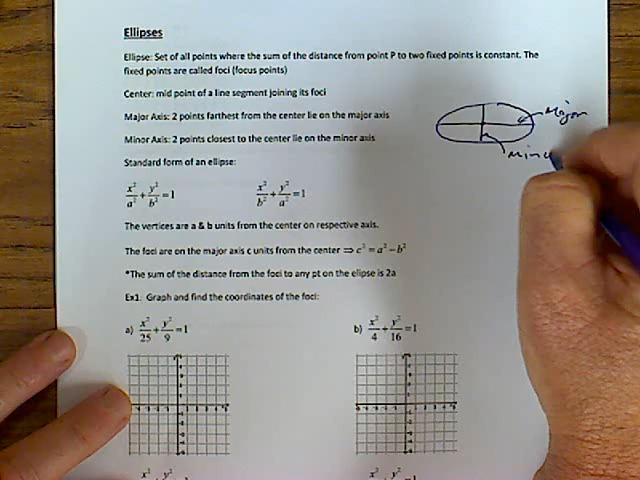 Ellipses
Ellipse: Set of all points where the sum of the distance from point P to two fixed points is constant. The
fixed points are called foci (focus points)
Center: mid point of a line segment joining its foci
Major Axis: 2 points farthest from the center lie on the major axis
Major
Minor Axis: 2 points closest to the center lie on the minor axis
Mino
Standard form of an ellipse:
x²/a² + y²/b² = 1 x²/b² + y²/a² = 1
The vertices are a & b units from the center on respective axis.
The foci are on the major axis c units from the center ⇒ c² = a² − b²
*The sum of the distance from the foci to any pt on the elipse is 2a
Ex1: Graph and find the coordinates of the foci:
a) x²/25 + y²/9 = 1 b) x²/4 + y²/16 = 1